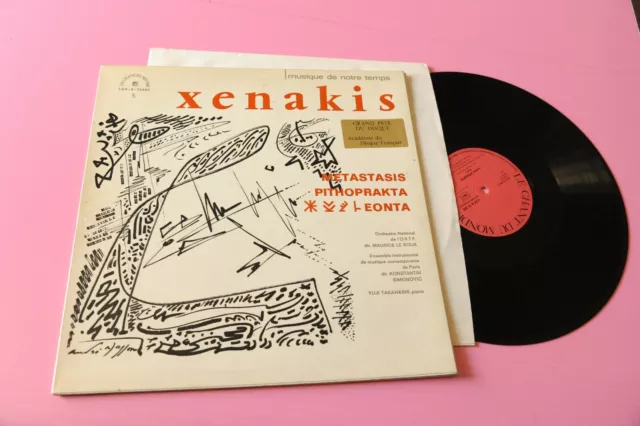 musique de notre temps
xenakis
GRAND PRIX
DU DISQUE
Académie du
Disque Français
METASTASIS
PITHOPRAKTA
EONTA
Orchestre National
de l'O.R.T.F.
dir. MAURICE LE ROUX
Ensemble Instrumental
de musique contemporaine
de Paris
dir. KONSTANTIN
SIMONOVIC
YUJI TAKAHASHI, piano
andré masson
LE CHANT DU MONDE